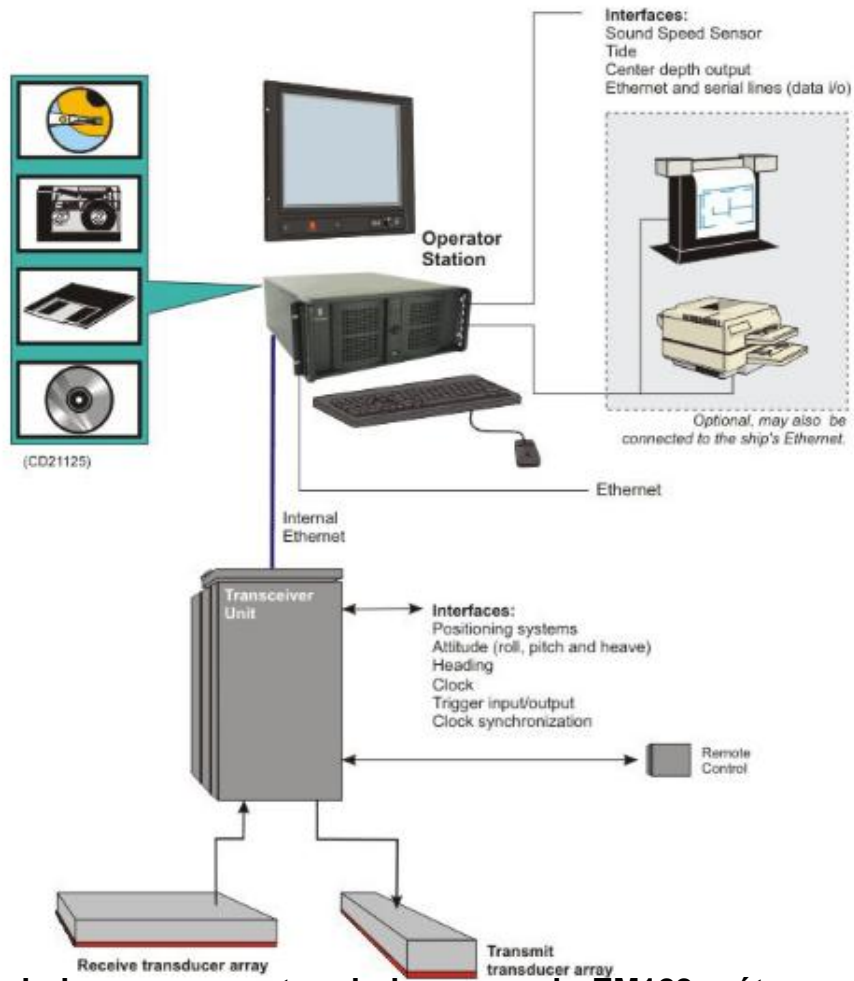 Interfaces:
Sound Speed Sensor
Tide
Center depth output
Ethernet and serial lines (data i/o)
Operator
Station
Optional, may also be
connected to the ship's Ethernet.
(CD21125)
Ethernet
Internal
Ethernet
Transceiver
Unit
Interfaces:
Positioning systems
Attitude (roll, pitch and heave)
Heading
Clock
Trigger input/output
Clock synchronization
Remote
Control
Receive transducer array
Transmit
transducer array
EM122